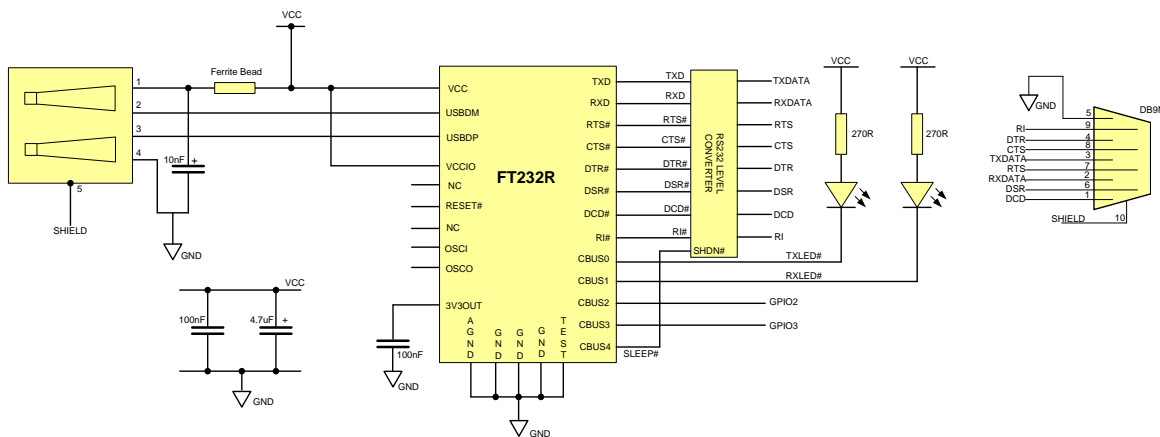 VCC
Ferrite Bead
1
2
3
4
5
SHIELD
10nF +
GND
VCC
100nF
4.7uF +
GND
FT232R
VCC
USBDM
USBDP
VCCIO
NC
RESET#
NC
OSCI
OSCO
3V3OUT
100nF
GND
AGND
GND
GND
GND
TEST
GND
TXD
RXD
RTS#
CTS#
DTR#
DSR#
DCD#
RI#
CBUS0
CBUS1
CBUS2
CBUS3
CBUS4
TXD
RXD
RTS#
CTS#
DTR#
DSR#
DCD#
RI#
SLEEP#
RS232 LEVEL
CONVERTER
SHDN#
TXDATA
RXDATA
RTS
CTS
DTR
DSR
DCD
RI
TXLED#
RXLED#
GPIO2
GPIO3
VCC
270R
VCC
270R
GND
DB9M
5
RI 9
DTR 4
CTS 8
TXDATA 3
RTS 7
RXDATA 2
DSR 6
DCD 1
SHIELD 10